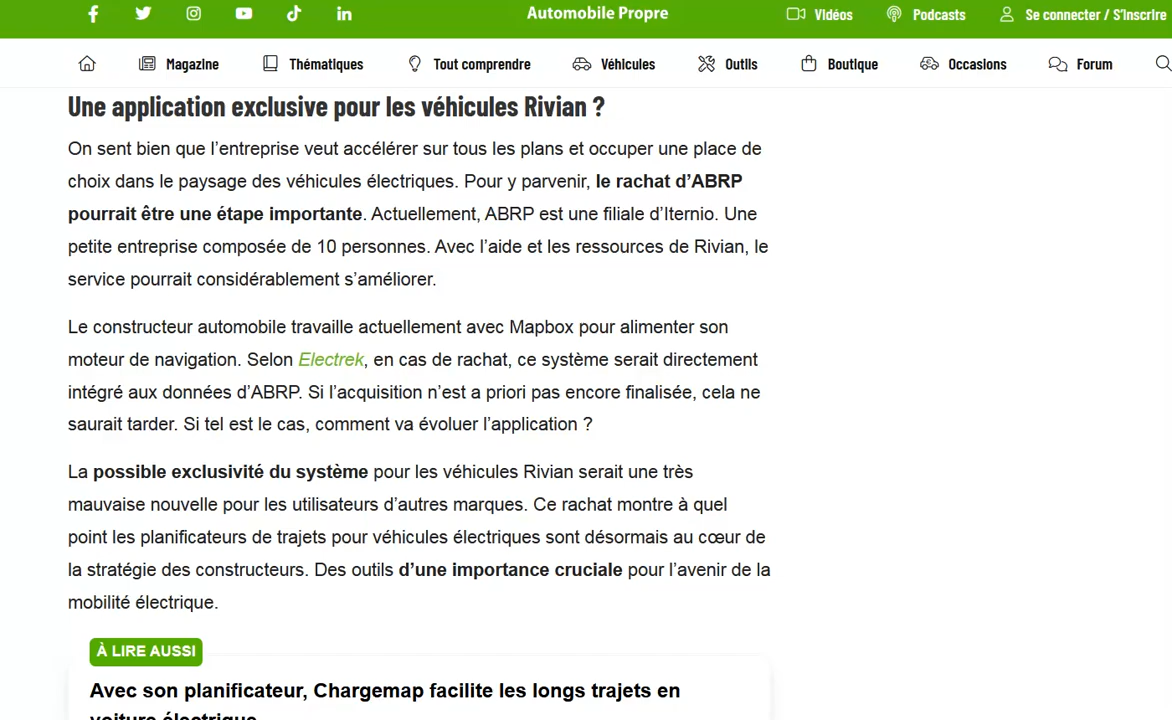 Automobile Propre
Vidéos
Podcasts
Se connecter / S'inscrire
Magazine
Thématiques
Tout comprendre
Véhicules
Outils
Boutique
Occasions
Forum
Une application exclusive pour les véhicules Rivian ?
On sent bien que l’entreprise veut accélérer sur tous les plans et occuper une place de
choix dans le paysage des véhicules électriques. Pour y parvenir, le rachat d’ABRP
pourrait être une étape importante. Actuellement, ABRP est une filiale d’Iternio. Une
petite entreprise composée de 10 personnes. Avec l’aide et les ressources de Rivian, le
service pourrait considérablement s’améliorer.
Le constructeur automobile travaille actuellement avec Mapbox pour alimenter son
moteur de navigation. Selon Electrek, en cas de rachat, ce système serait directement
intégré aux données d’ABRP. Si l’acquisition n’est a priori pas encore finalisée, cela ne
saurait tarder. Si tel est le cas, comment va évoluer l’application ?
La possible exclusivité du système pour les véhicules Rivian serait une très
mauvaise nouvelle pour les utilisateurs d’autres marques. Ce rachat montre à quel
point les planificateurs de trajets pour véhicules électriques sont désormais au cœur de
la stratégie des constructeurs. Des outils d’une importance cruciale pour l’avenir de la
mobilité électrique.
À LIRE AUSSI
Avec son planificateur, Chargemap facilite les longs trajets en
voiture électrique